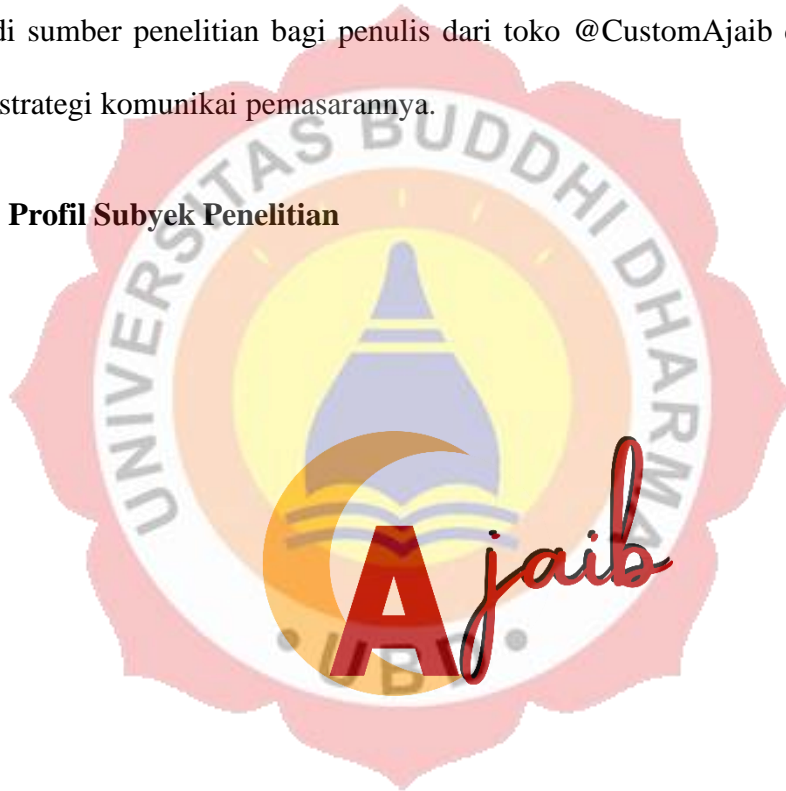 di sumber penelitian bagi penulis dari toko @CustomAjaib
strategi komunikai pemasarannya.
Profil Subyek Penelitian
UNIVERSITAS BUDDHI DHARMA
Ajaib
• UBD •